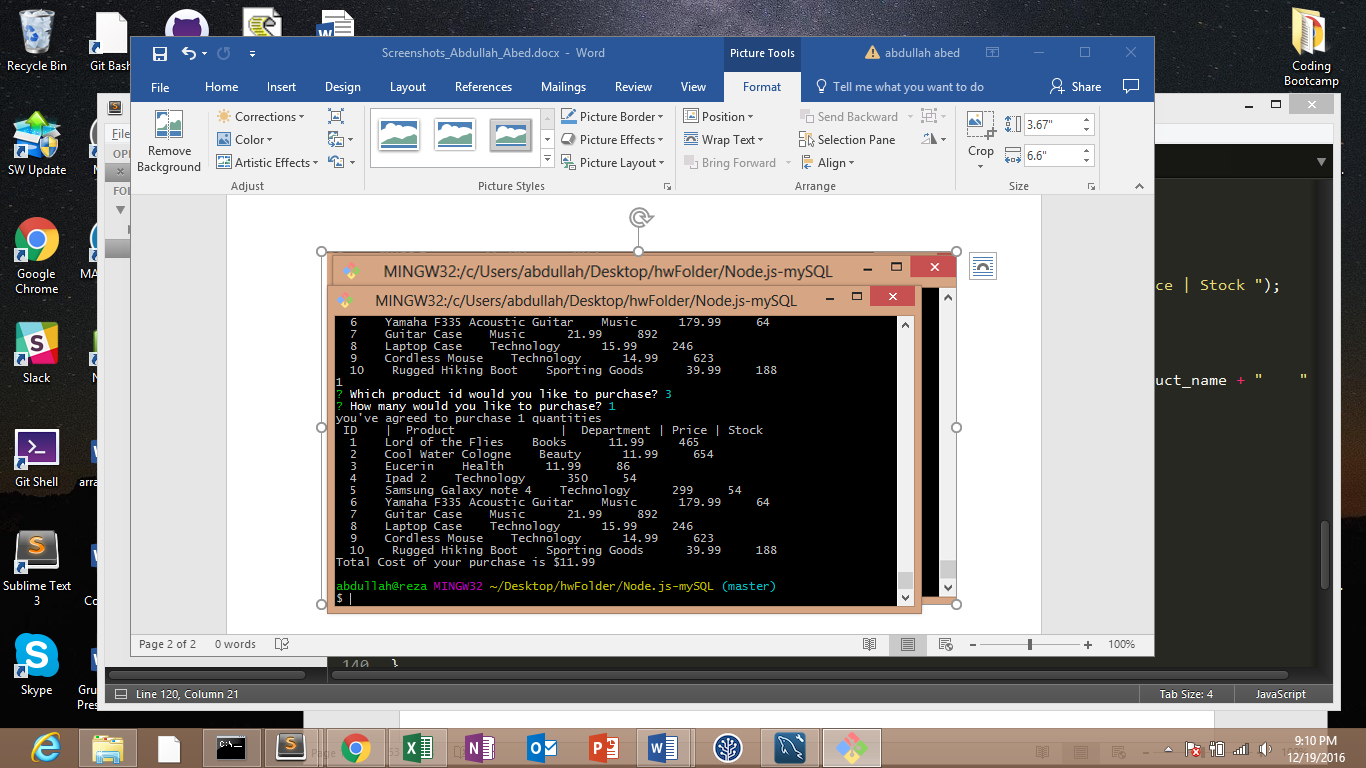 Recycle Bin
Git Bash
Coding
Bootcamp
SW Update
Google
Chrome
Slack
Git Shell
Sublime Text
3
Skype
Screenshots_Abdullah_Abed.docx - Word
Picture Tools
abdullah abed
File
Home
Insert
Design
Layout
References
Mailings
Review
View
Format
Tell me what you want to do
Share
Remove
Background
Corrections
Color
Artistic Effects
Adjust
Picture Border
Picture Effects
Picture Layout
Picture Styles
Position
Wrap Text
Bring Forward
Send Backward
Selection Pane
Align
Arrange
Crop
3.67"
6.6"
Size
File
MINGW32:/c/Users/abdullah/Desktop/hwFolder/Node.js-mySQL
MINGW32:/c/Users/abdullah/Desktop/hwFolder/Node.js-mySQL
6 Yamaha F335 Acoustic Guitar Music 179.99 64
7 Guitar Case Music 21.99 892
8 Laptop Case Technology 15.99 246
9 Cordless Mouse Technology 14.99 623
10 Rugged Hiking Boot Sporting Goods 39.99 188
1
? Which product id would you like to purchase? 3
? How many would you like to purchase? 1
you've agreed to purchase 1 quantities
ID | Product | Department | Price | Stock
1 Lord of the Flies Books 11.99 465
2 Cool Water Cologne Beauty 11.99 654
3 Eucerin Health 11.99 86
4 Ipad 2 Technology 350 54
5 Samsung Galaxy note 4 Technology 299 54
6 Yamaha F335 Acoustic Guitar Music 179.99 64
7 Guitar Case Music 21.99 892
8 Laptop Case Technology 15.99 246
9 Cordless Mouse Technology 14.99 623
10 Rugged Hiking Boot Sporting Goods 39.99 188
Total Cost of your purchase is $11.99
abdullah@reza MINGW32 ~/Desktop/hwFolder/Node.js-mySQL (master)
$
ce | Stock ");
uct_name + " "
Page 2 of 2
0 words
100%
140 }
Line 120, Column 21
Tab Size: 4
JavaScript
9:10 PM
12/19/2016